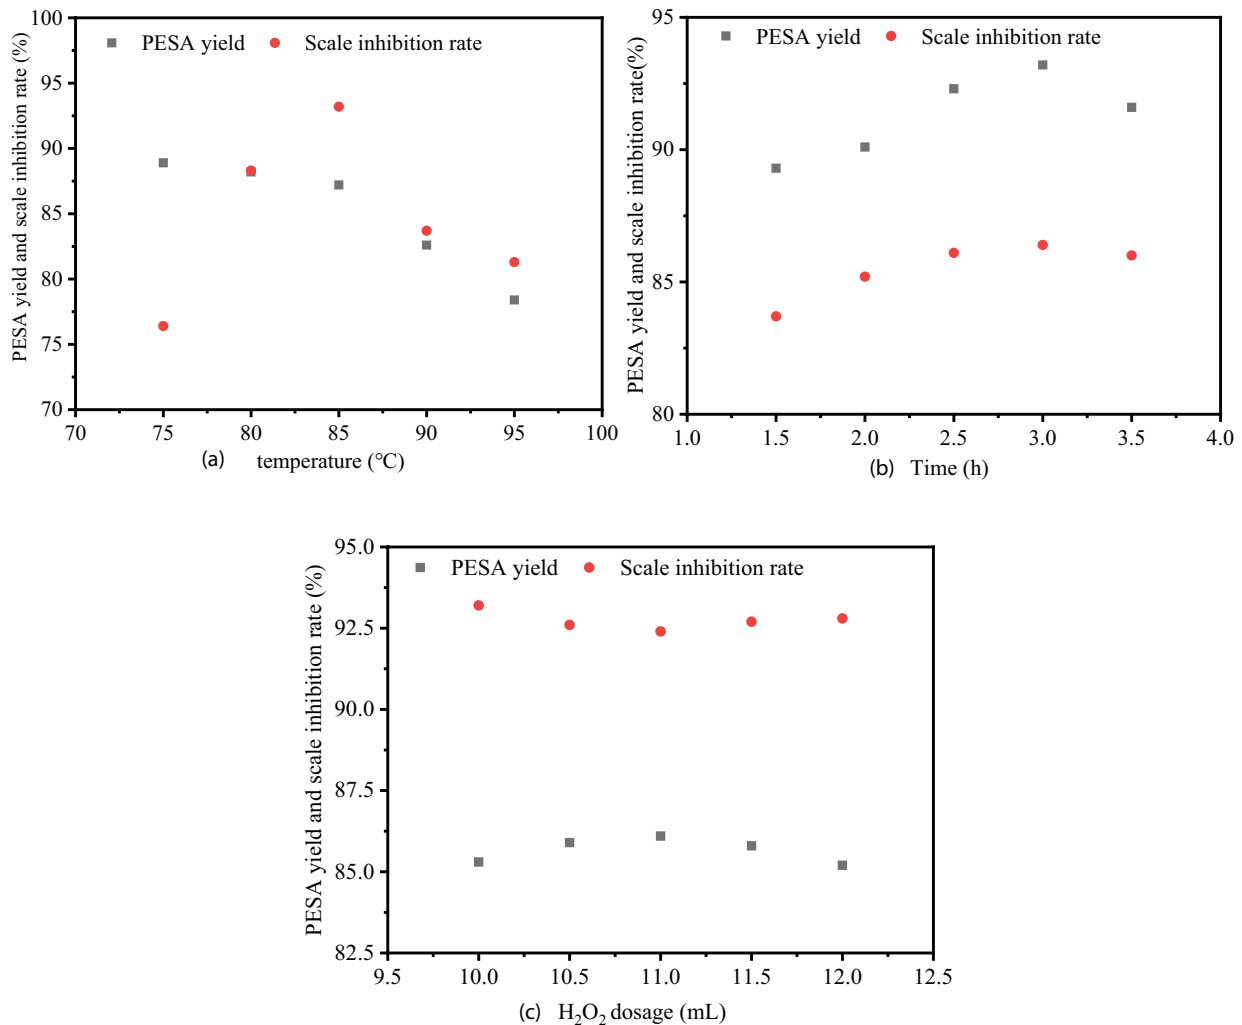 PESA yield Scale inhibition rate
PESA yield and scale inhibition rate (%)
100
95
90
85
80
75
70
70 75 80 85 90 95 100
(a) temperature (°C)
PESA yield Scale inhibition rate
PESA yield and scale inhibition rate(%)
95
90
85
80
1.0 1.5 2.0 2.5 3.0 3.5 4.0
(b) Time (h)
PESA yield Scale inhibition rate
PESA yield and scale inhibition rate (%)
95.0
92.5
90.0
87.5
85.0
82.5
9.5 10.0 10.5 11.0 11.5 12.0 12.5
(c) H₂O₂ dosage (mL)